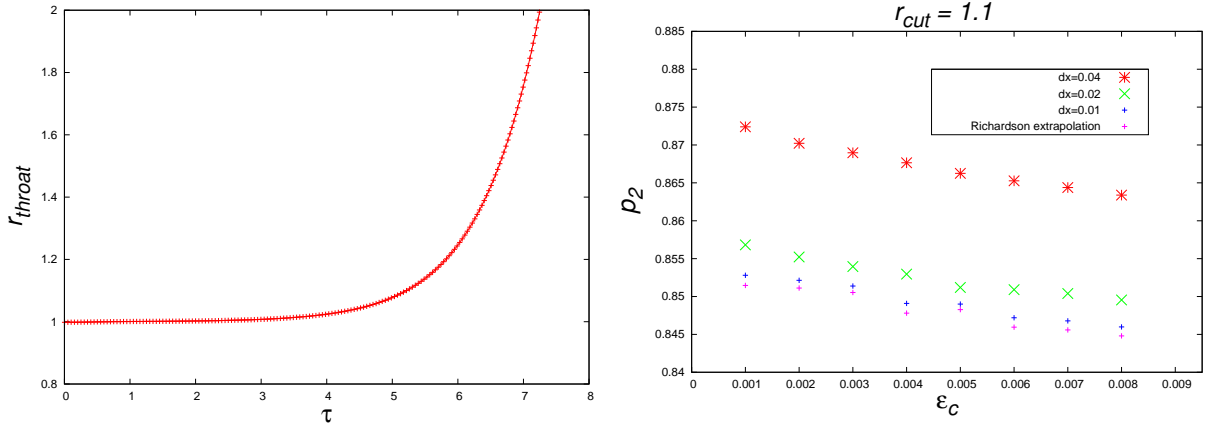 2
1.8
1.6
1.4
1.2
1
0.8
r_throat
0 1 2 3 4 5 6 7 8
τ
r_cut = 1.1
0.885
0.88
0.875
0.87
0.865
0.86
0.855
0.85
0.845
0.84
p_2
dx=0.04
dx=0.02
dx=0.01
Richardson extrapolation
0 0.001 0.002 0.003 0.004 0.005 0.006 0.007 0.008 0.009
ε_c